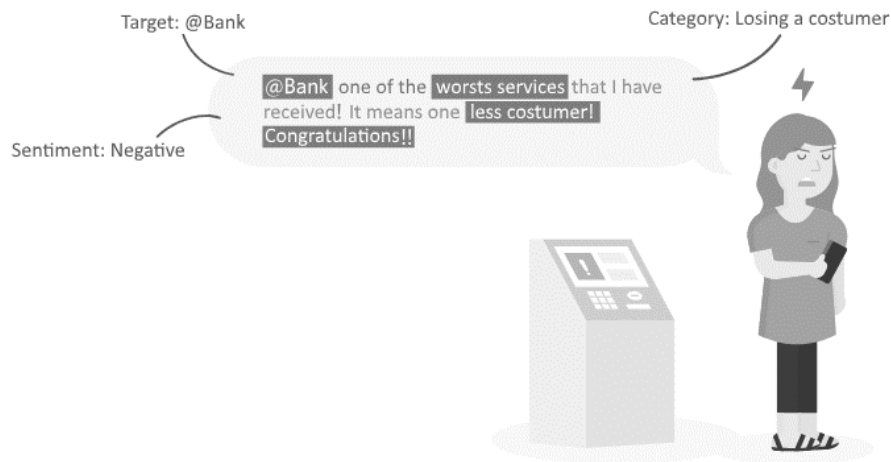 Target: @Bank
Category: Losing a costumer
@Bank one of the worsts services that I have
received! It means one less costumer!
Congratulations!!
Sentiment: Negative
!